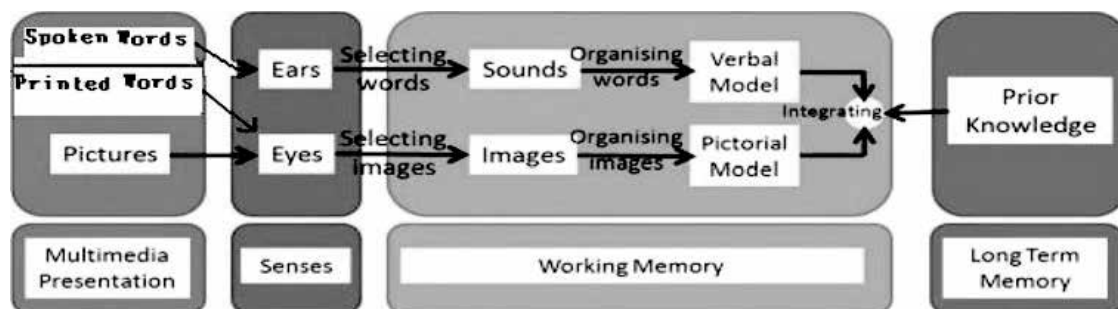 Spoken Words
Printed Words
Pictures
Ears
Eyes
Selecting
words
Selecting
images
Sounds
Images
Organising
words
Organising
images
Verbal
Model
Pictorial
Model
Integrating
Prior
Knowledge
Multimedia
Presentation
Senses
Working Memory
Long Term
Memory